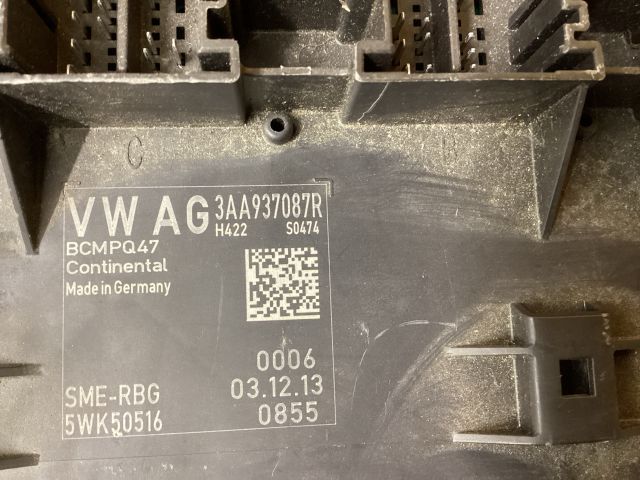 C
VW AG 3AA937087R
H422 S0474
BCMPQ47
Continental
Made in Germany
0006
SME-RBG 03.12.13
5WK50516 0855